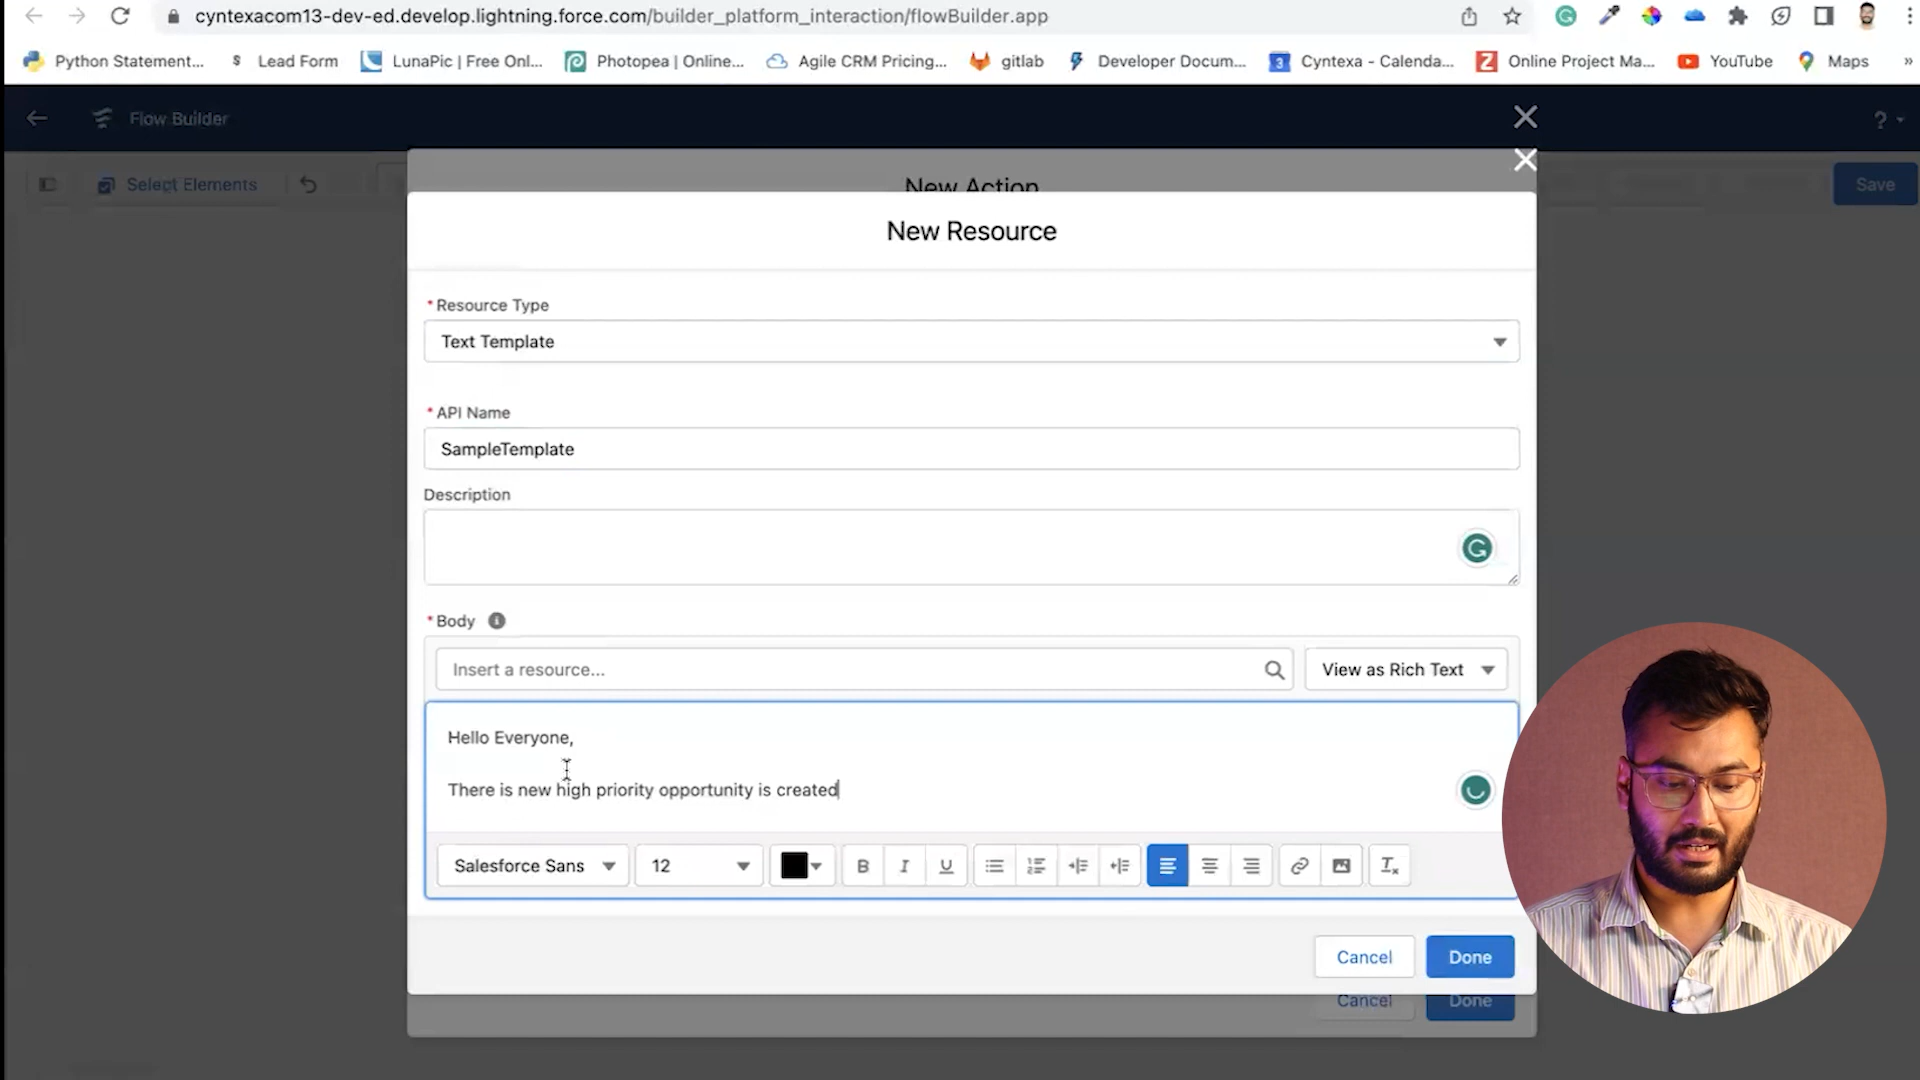 cyntexacom13-dev-ed.develop.lightning.force.com/builder_platform_interaction/flowBuilder.app
Python Statement... S Lead Form LunaPic | Free Onl... Photopea | Online... Agile CRM Pricing... gitlab Developer Docum... 3 Cyntexa - Calenda... Z Online Project Ma... YouTube Maps »
Flow Builder ?
Select Elements Save
New Action
New Resource
* Resource Type
Text Template
* API Name
SampleTemplate
Description
* Body
Insert a resource... View as Rich Text
Hello Everyone,
There is new high priority opportunity is created
Salesforce Sans 12 B I U
Cancel Done
Cancel Done